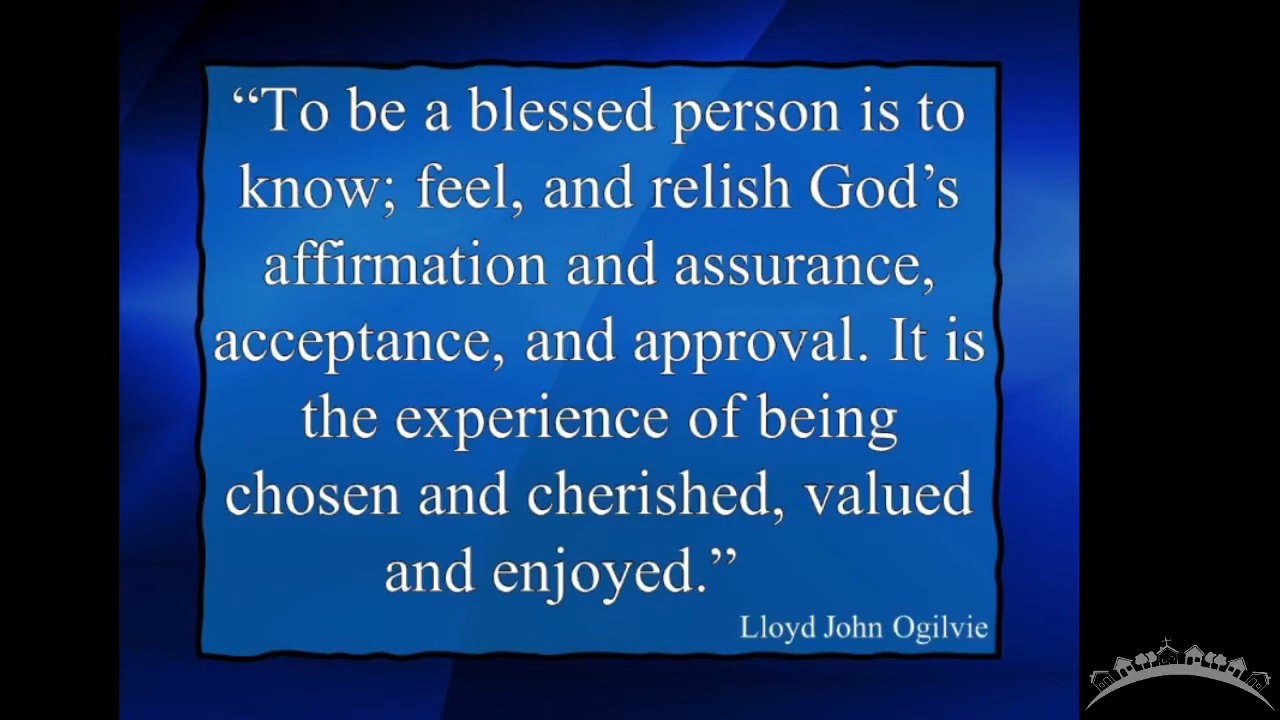 “To be a blessed person is to
know; feel, and relish God’s
affirmation and assurance,
acceptance, and approval. It is
the experience of being
chosen and cherished, valued
and enjoyed.”
Lloyd John Ogilvie